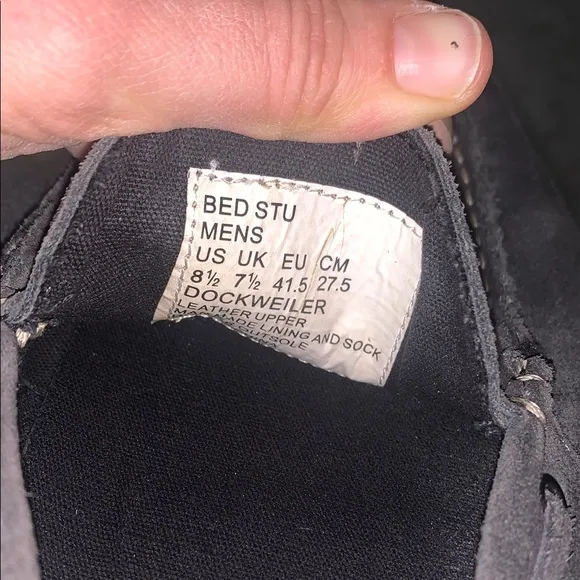 BED STU
MENS
US UK EU CM
8½ 7½ 41.5 27.5
DOCKWEILER
LEATHER UPPER
MANMADE LINING AND SOCK